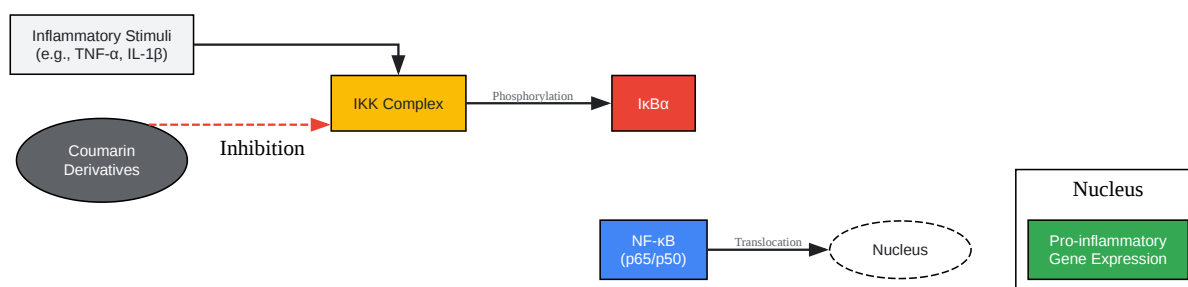 Inflammatory Stimuli
(e.g., TNF-α, IL-1β)
IKK Complex
Phosphorylation
IκBα
Coumarin
Derivatives
Inhibition
NF-κB
(p65/p50)
Translocation
Nucleus
Nucleus
Pro-inflammatory
Gene Expression